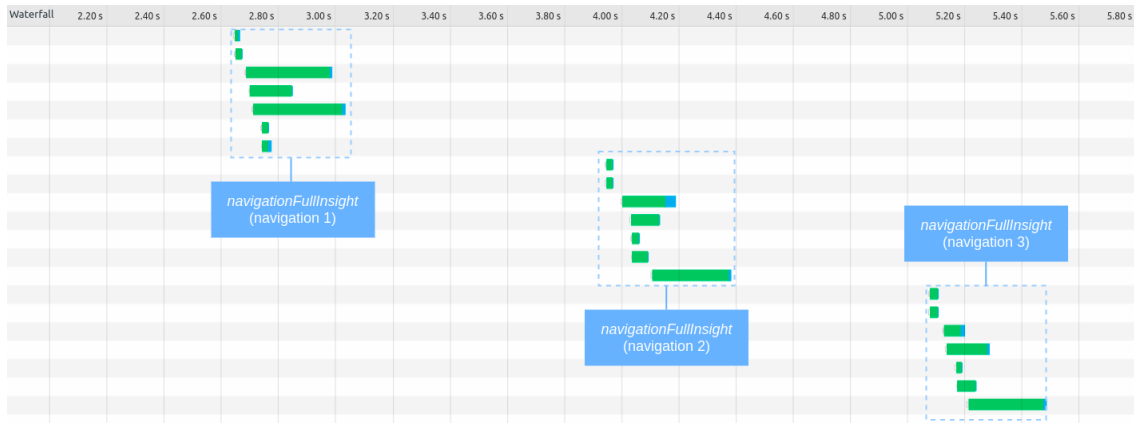 Waterfall 2.20 s 2.40 s 2.60 s 2.80 s 3.00 s 3.20 s 3.40 s 3.60 s 3.80 s 4.00 s 4.20 s 4.40 s 4.60 s 4.80 s 5.00 s 5.20 s 5.40 s 5.60 s 5.80 s
navigationFullInsight
(navigation 1)
navigationFullInsight
(navigation 3)
navigationFullInsight
(navigation 2)